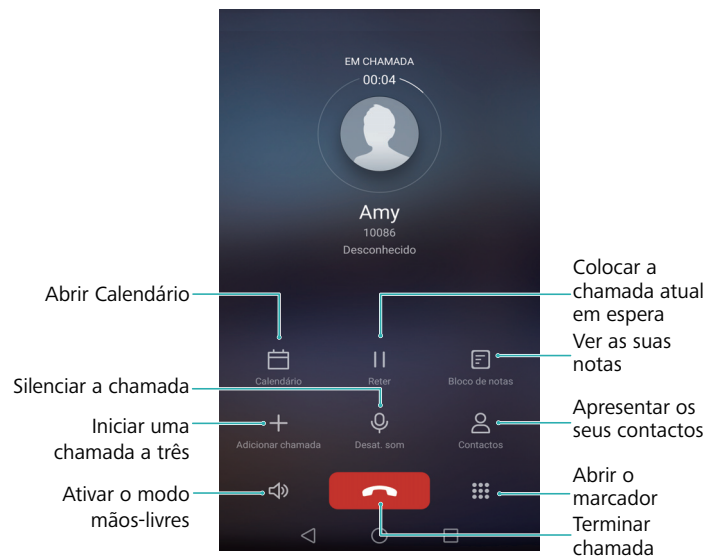 EM CHAMADA
00:04
Amy
10086
Desconhecido
Abrir Calendário
Colocar a
chamada atual
em espera
Ver as suas
notas
Calendário
Reter
Bloco de notas
Silenciar a chamada
Iniciar uma
chamada a três
Apresentar os
seus contactos
Adicionar chamada
Desat. som
Contactos
Ativar o modo
mãos-livres
Abrir o
marcador
Terminar
chamada